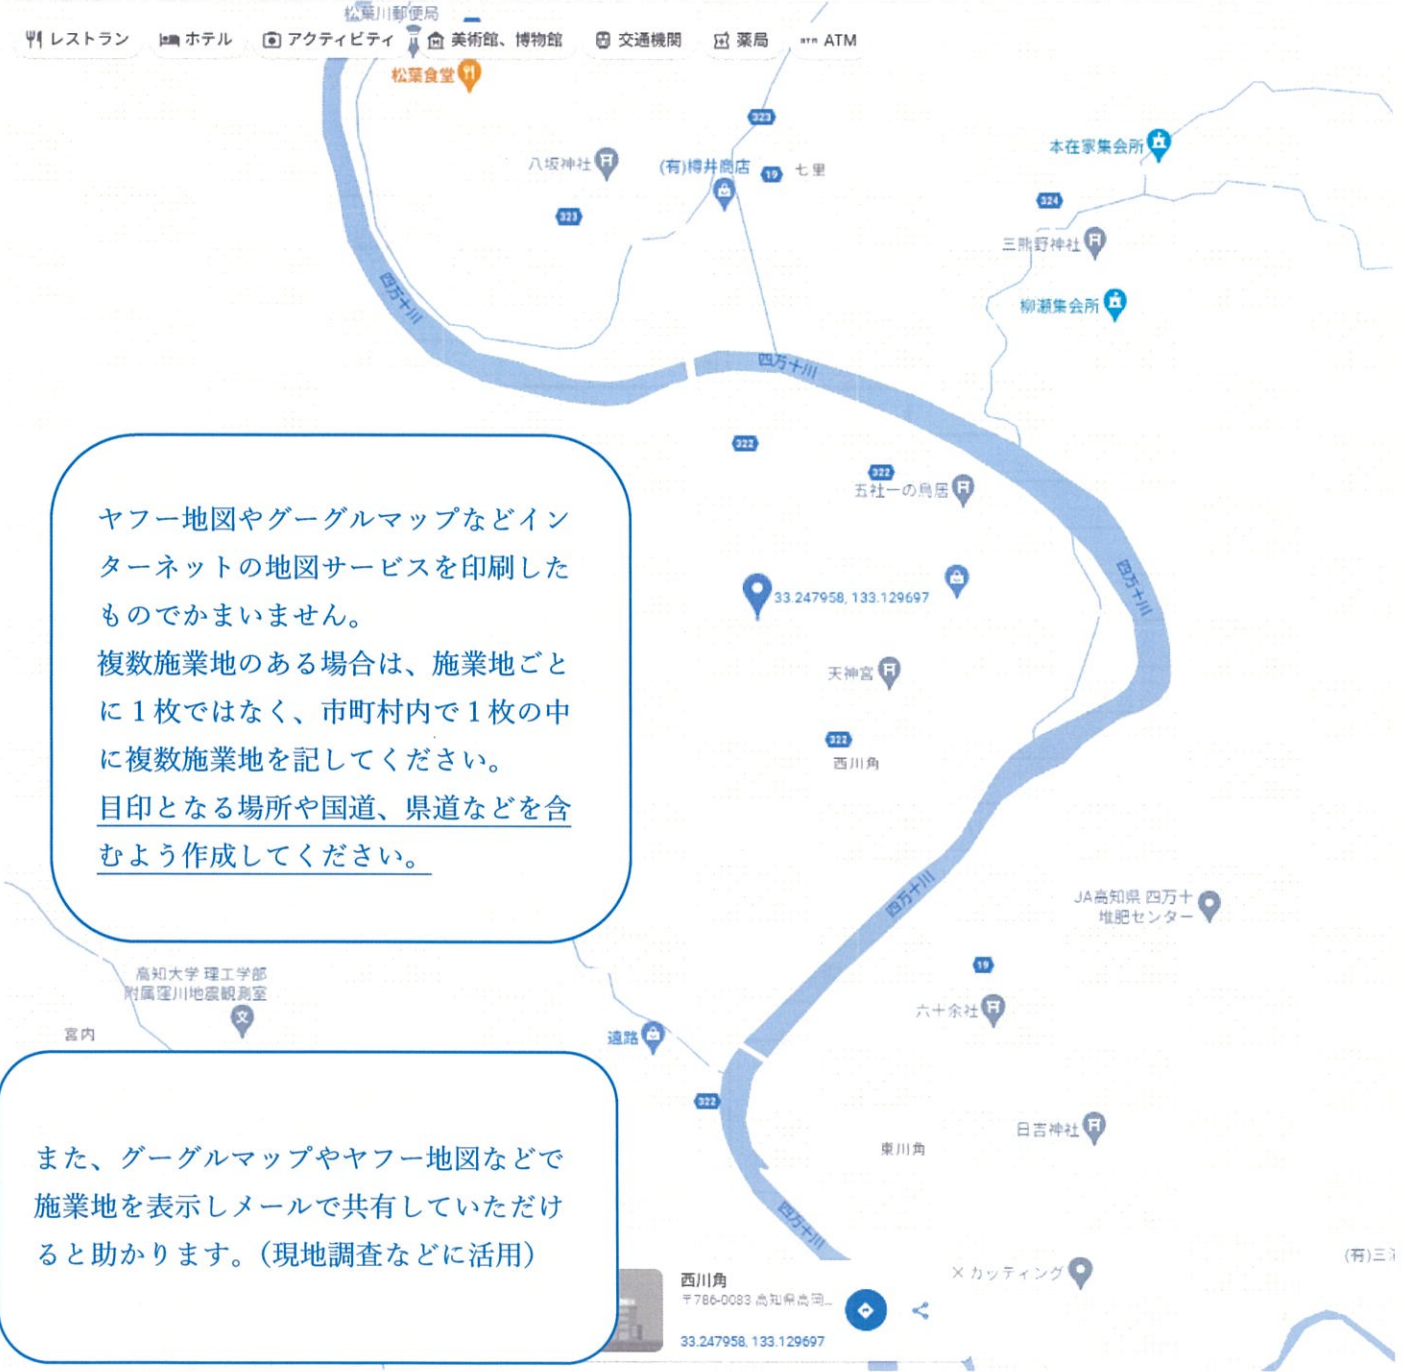 松葉川郵便局
レストラン
ホテル
アクティビティ
美術館、博物館
交通機関
薬局
ATM
松葉食堂
323
八坂神社
(有)樽井商店
19
七里
323
本在家集会所
324
三熊野神社
柳瀬集会所
四万十川
四万十川
322
322
五社一の鳥居
四万十川
33.247958, 133.129697
天神宮
322
西川角
ヤフー地図やグーグルマップなどイン
ターネットの地図サービスを印刷した
ものでかまいません。
複数施業地のある場合は、施業地ごと
に１枚ではなく、市町村内で１枚の中
に複数施業地を記してください。
目印となる場所や国道、県道などを含
むよう作成してください。
四万十川
JA高知県 四万十
堆肥センター
19
六十余社
高知大学 理工学部
附属窪川地震観測室
宮内
遠路
322
日吉神社
東川角
四万十川
また、グーグルマップやヤフー地図などで
施業地を表示しメールで共有していただけ
ると助かります。（現地調査などに活用）
カッティング
(有)三
西川角
〒786-0083 高知県高岡...
33.247958, 133.129697